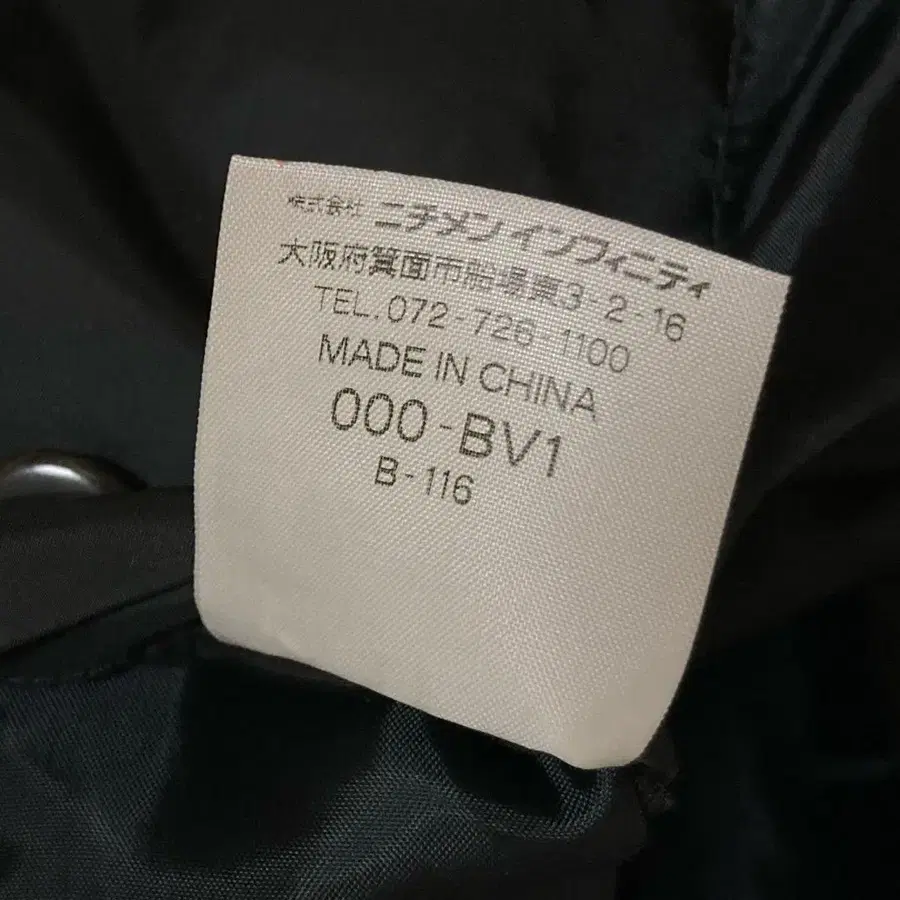 株式会社 ニチメン インフィニティ
大阪府箕面市船場東3-2-16
TEL.072-726-1100
MADE IN CHINA
000-BV1
B-116